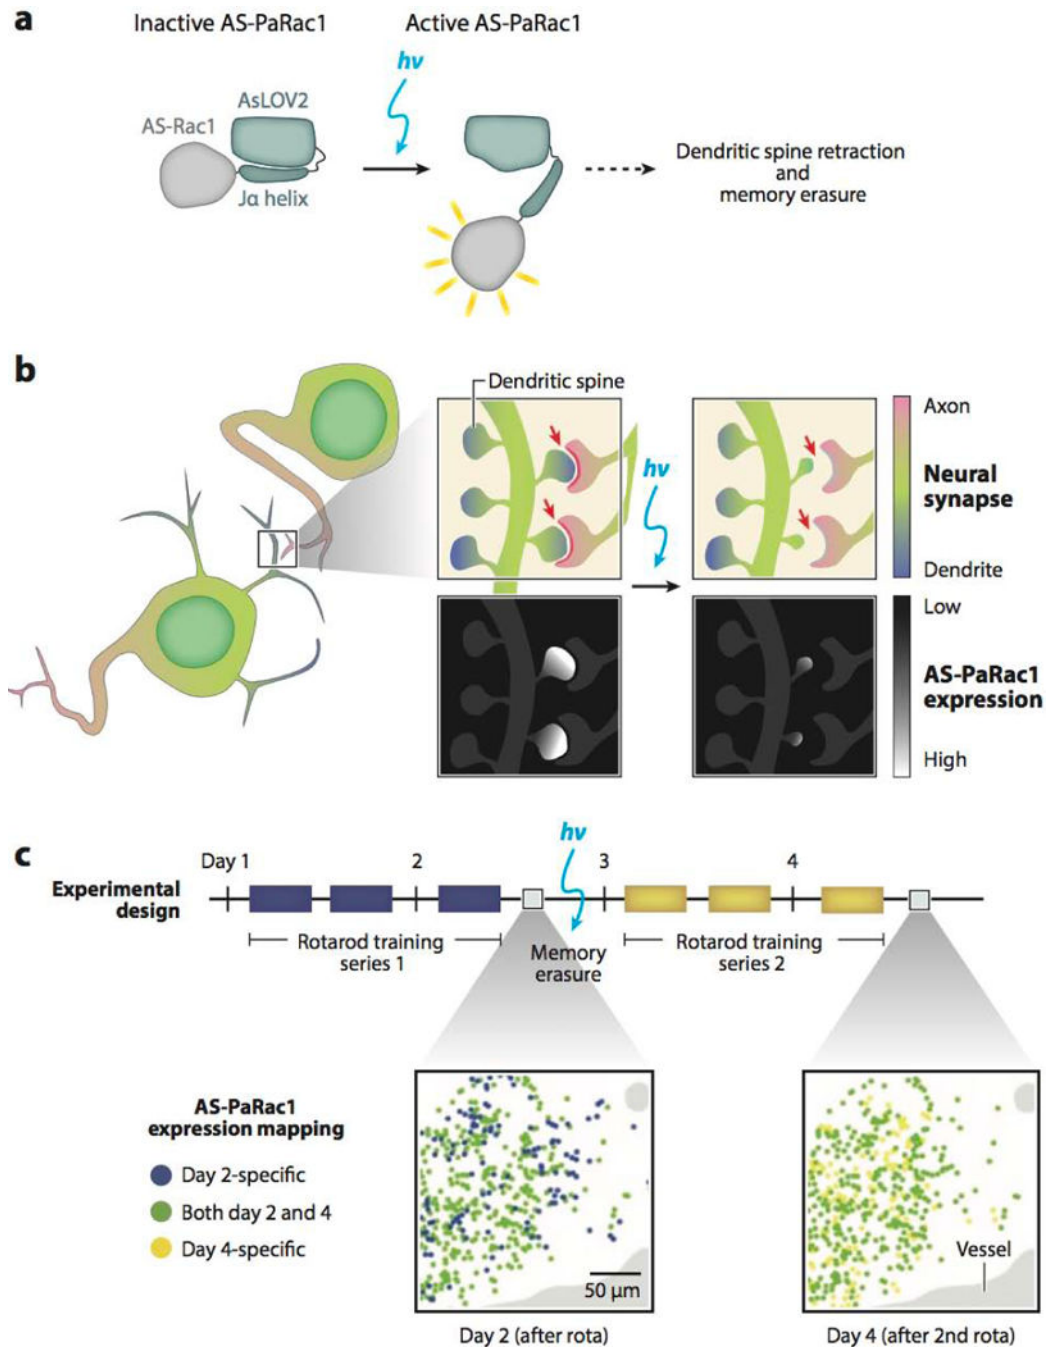 a
Inactive AS-PaRac1
Active AS-PaRac1
hν
AsLOV2
AS-Rac1
Jα helix
Dendritic spine retraction
and
memory erasure
b
Dendritic spine
hν
Axon
Neural
synapse
Dendrite
Low
AS-PaRac1
expression
High
c
hν
Day 1
2
3
4
Experimental
design
Rotarod training
series 1
Memory
erasure
Rotarod training
series 2
AS-PaRac1
expression mapping
Day 2-specific
Both day 2 and 4
Day 4-specific
50 µm
Vessel
Day 2 (after rota)
Day 4 (after 2nd rota)